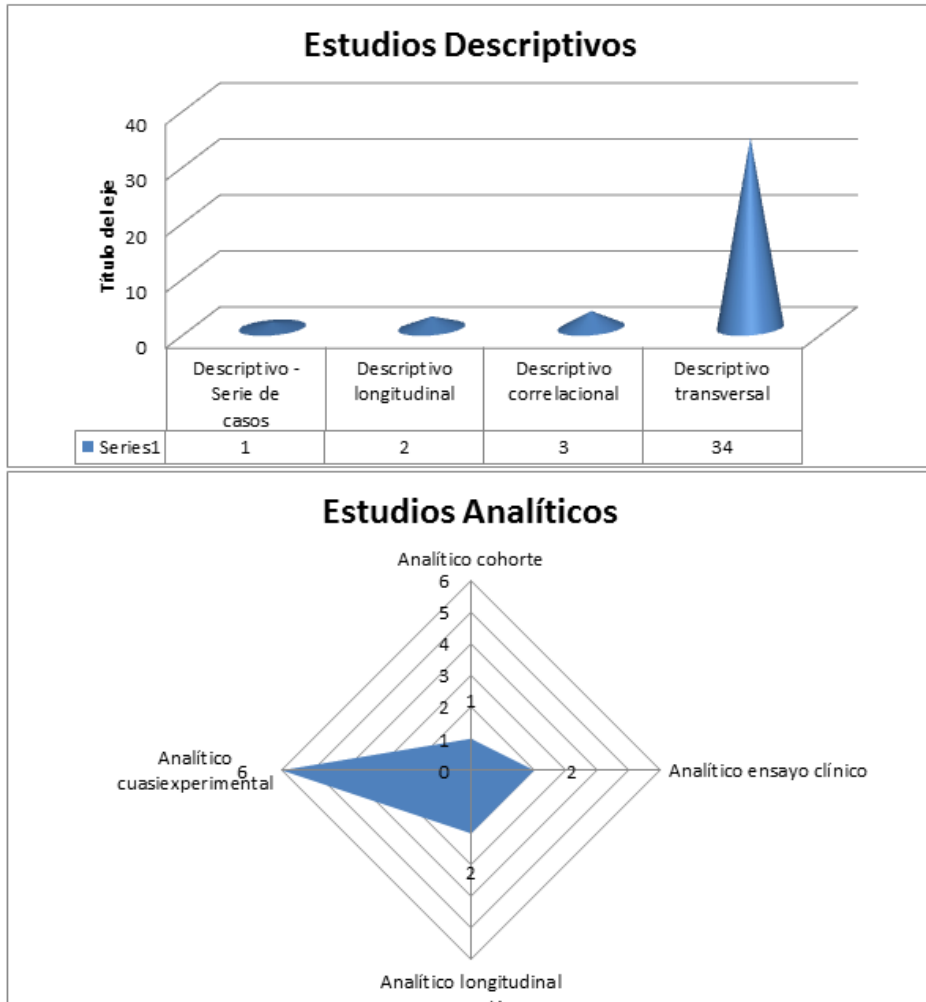 Estudios Descriptivos
Título del eje
40
30
20
10
0
Descriptivo - Serie de casos
Descriptivo longitudinal
Descriptivo correlacional
Descriptivo transversal
Series1 1 2 3 34
Estudios Analíticos
Analítico cohorte
6
5
4
3
2
1
1
0
Analítico
cuasiexperimental
6
2
Analítico ensayo clínico
2
Analítico longitudinal